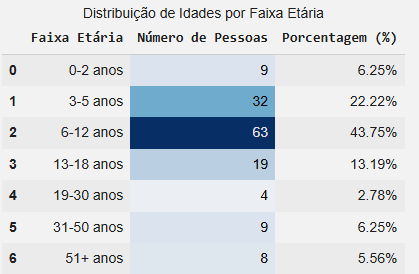 Distribuição de Idades por Faixa Etária
Faixa Etária Número de Pessoas Porcentagem (%)
0 0-2 anos 9 6.25%
1 3-5 anos 32 22.22%
2 6-12 anos 63 43.75%
3 13-18 anos 19 13.19%
4 19-30 anos 4 2.78%
5 31-50 anos 9 6.25%
6 51+ anos 8 5.56%